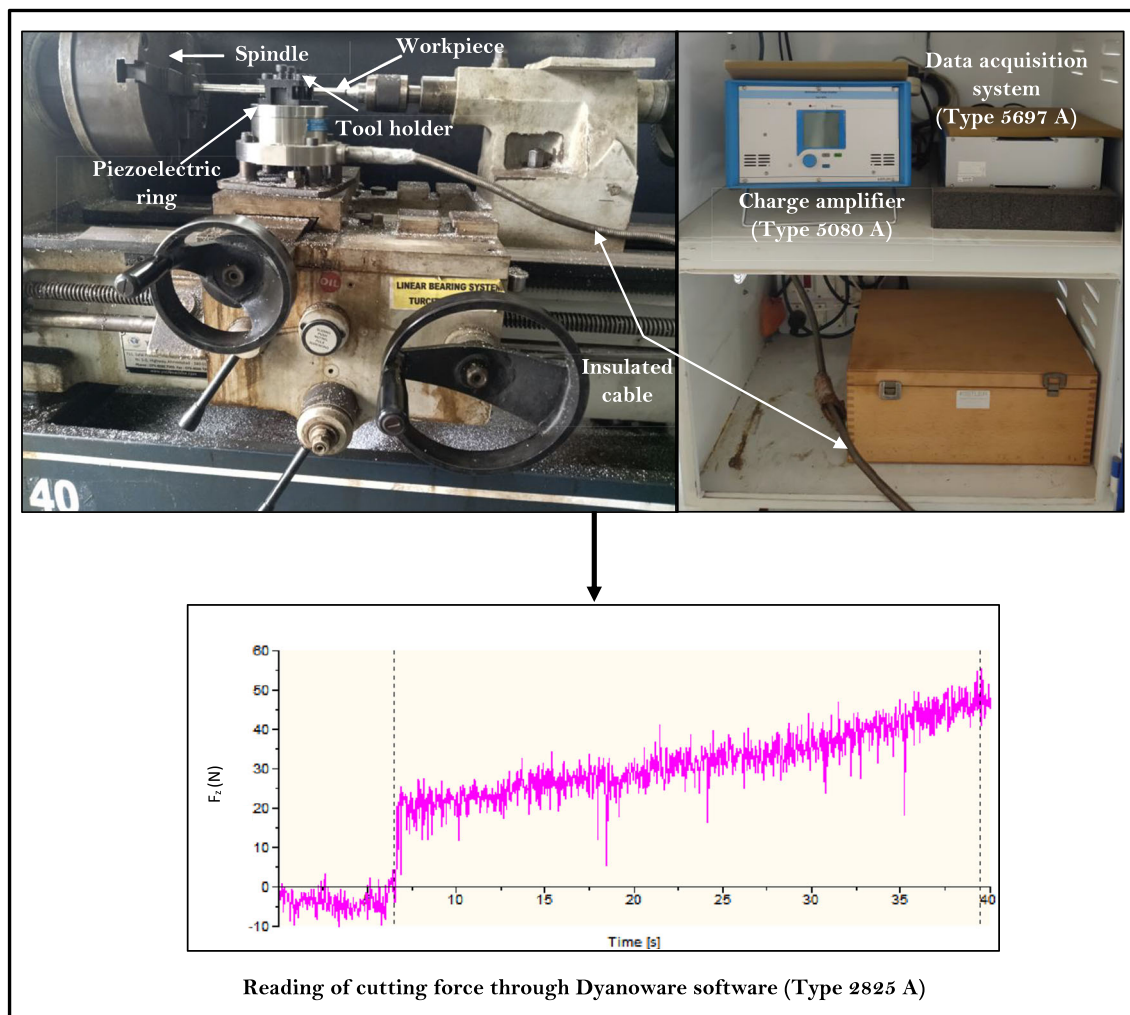 Spindle
Workpiece
Tool holder
Piezoelectric
ring
Data acquisition
system
(Type 5697 A)
Charge amplifier
(Type 5080 A)
OIL
LINEAR BEARING SYSTEM
Insulated
cable
40
60
50
40
30
20
10
0
-10
F_z (N)
10
15
20
25
30
35
40
Time [s]
Reading of cutting force through Dyanoware software (Type 2825 A)